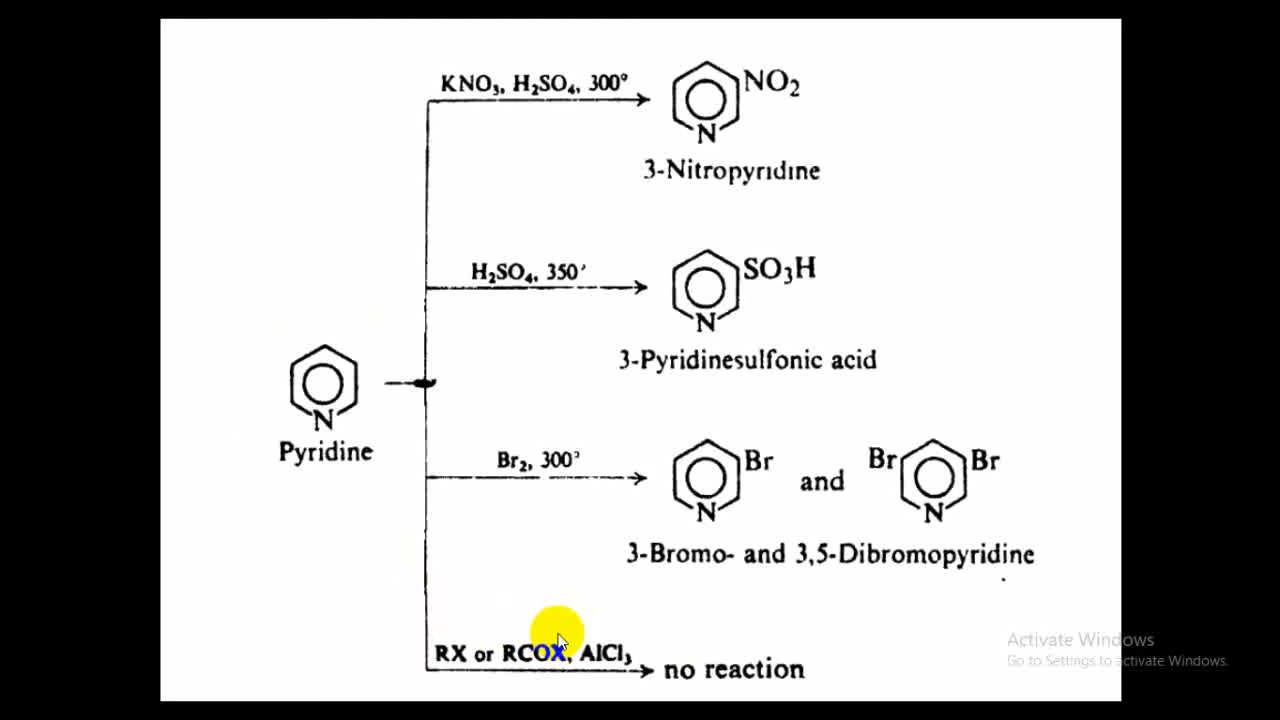 KNO3, H2SO4, 300°
NO2
N
3-Nitropyridine
H2SO4, 350°
SO3H
N
3-Pyridinesulfonic acid
N
Pyridine
Br2, 300°
Br
N
and
Br
Br
N
3-Bromo- and 3,5-Dibromopyridine
RX or RCOX, AlCl3
no reaction
Activate Windows
Go to Settings to activate Windows.